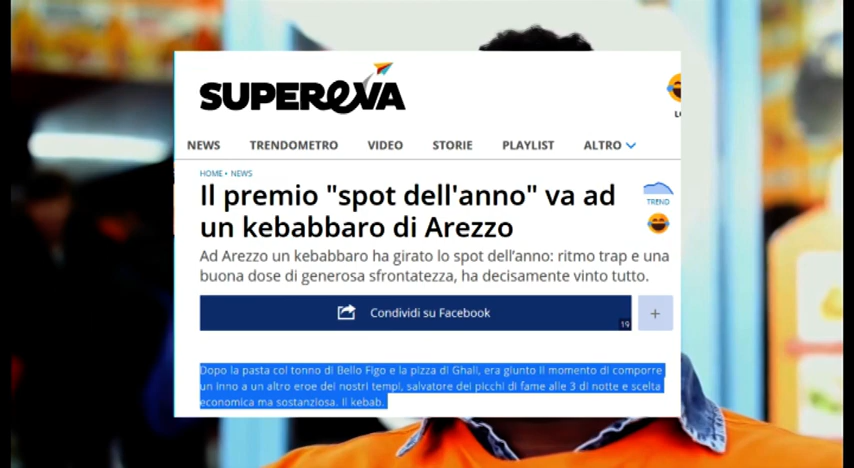 SUPEREVA
LO
NEWS TRENDOMETRO VIDEO STORIE PLAYLIST ALTRO
HOME • NEWS
Il premio "spot dell'anno" va ad
un kebabbaro di Arezzo
TREND
Ad Arezzo un kebabbaro ha girato lo spot dell'anno: ritmo trap e una
buona dose di generosa sfrontatezza, ha decisamente vinto tutto.
Condividi su Facebook
19
+
Dopo la pasta col tonno di Bello Figo e la pizza di Ghali, era giunto il momento di comporre
un inno a un altro eroe dei nostri tempi, salvatore dei picchi di fame alle 3 di notte e scelta
economica ma sostanziosa. Il kebab.